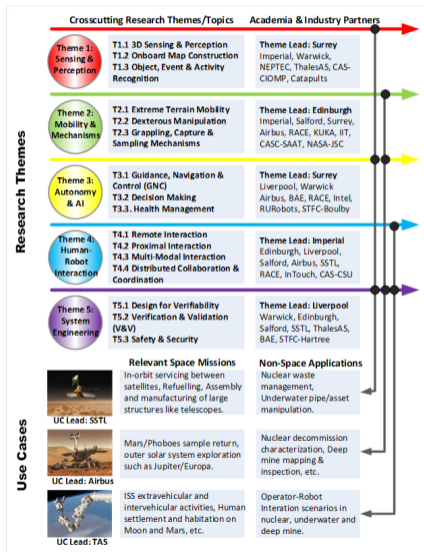 Crosscutting Research Themes/Topics
Academia & Industry Partners
Research Themes
Theme 1:
Sensing &
Perception
T1.1 3D Sensing & Perception
T1.2 Onboard Map Construction
T1.3 Object, Event & Activity
Recognition
Theme Lead: Surrey
Imperial, Warwick,
NEPTEC, ThalesAS, CAS-
CIOMP, Catapults
Theme 2:
Mobility &
Mechanisms
T2.1 Extreme Terrain Mobility
T2.2 Dexterous Manipulation
T2.3 Grappling, Capture &
Sampling Mechanisms
Theme Lead: Edinburgh
Imperial, Salford, Surrey,
Airbus, RACE, KUKA, IIT,
CASC-SAAT, NASA-JSC
Theme 3:
Autonomy
& AI
T3.1 Guidance, Navigation &
Control (GNC)
T3.2 Decision Making
T3.3. Health Management
Theme Lead: Surrey
Liverpool, Warwick
Airbus, BAE, RACE, Intel,
RURobots, STFC-Boulby
Theme 4:
Human-
Robot
Interaction
T4.1 Remote Interaction
T4.2 Proximal Interaction
T4.3 Multi-Modal Interaction
T4.4 Distributed Collaboration &
Coordination
Theme Lead: Imperial
Edinburgh, Liverpool,
Salford, Airbus, SSTL,
RACE, InTouch, CAS-CSU
Theme 5:
System
Engineering
T5.1 Design for Verifiability
T5.2 Verification & Validation
(V&V)
T5.3 Safety & Security
Theme Lead: Liverpool
Warwick, Edinburgh,
Salford, SSTL, ThalesAS,
BAE, STFC-Hartree
Relevant Space Missions
Non-Space Applications
Use Cases
UC Lead: SSTL
In-orbit servicing between
satellites, Refuelling, Assembly
and manufacturing of large
structures like telescopes.
Nuclear waste
management,
Underwater pipe/asset
manipulation.
UC Lead: Airbus
Mars/Phoboes sample return,
outer solar system exploration
such as Jupiter/Europa.
Nuclear decommission
characterization, Deep
mine mapping &
inspection, etc.
UC Lead: TAS
ISS extravehicular and
intervehicular activities, Human
settlement and habitation on
Moon and Mars, etc.
Operator-Robot
Interation scenarios in
nuclear, underwater and
deep mine.